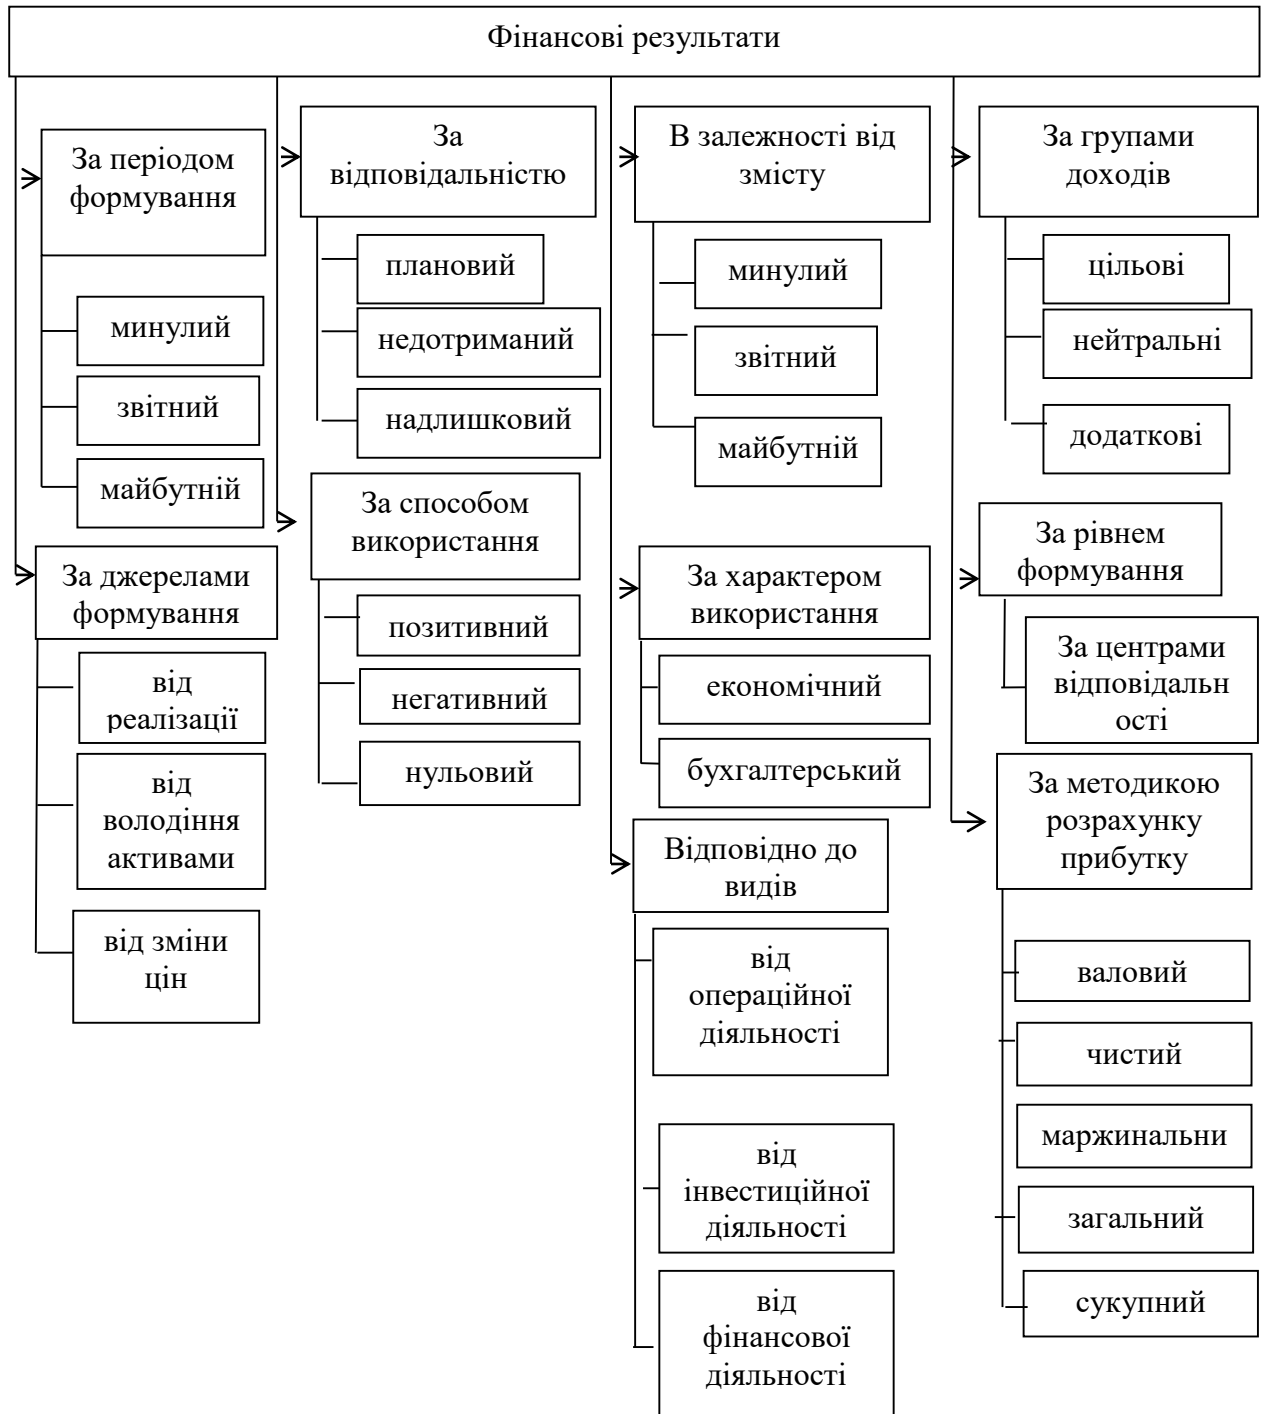 Фінансові результати
За періодом
формування
минулий
звітний
майбутній
За джерелами
формування
від
реалізації
від
володіння
активами
від зміни
цін
За
відповідальністю
плановий
недотриманий
надлишковий
За способом
використання
позитивний
негативний
нульовий
В залежності від
змісту
минулий
звітний
майбутній
За характером
використання
економічний
бухгалтерський
Відповідно до
видів
від
операційної
діяльності
від
інвестиційної
діяльності
від
фінансової
діяльності
За групами
доходів
цільові
нейтральні
додаткові
За рівнем
формування
За центрами
відповідальн
ості
За методикою
розрахунку
прибутку
валовий
чистий
маржинальни
загальний
сукупний